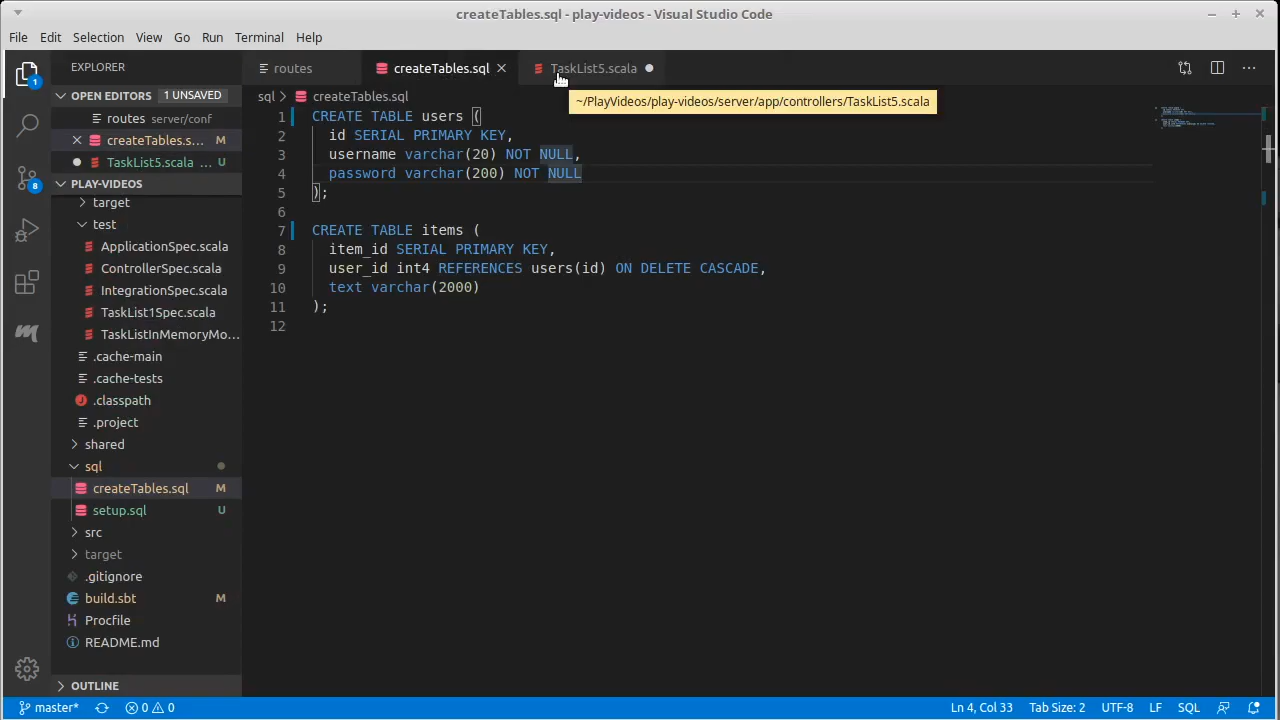 createTables.sql - play-videos - Visual Studio Code
File Edit Selection View Go Run Terminal Help
EXPLORER
routes
createTables.sql
TaskList5.scala
OPEN EDITORS 1 UNSAVED
sql createTables.sql
~/PlayVideos/play-videos/server/app/controllers/TaskList5.scala
routes server/conf
createTables.s... M
TaskList5.scala ... U
PLAY-VIDEOS
target
test
ApplicationSpec.scala
ControllerSpec.scala
IntegrationSpec.scala
TaskList1Spec.scala
TaskListInMemoryMo...
.cache-main
.cache-tests
.classpath
.project
shared
sql
createTables.sql M
setup.sql U
src
target
.gitignore
build.sbt M
Procfile
README.md
OUTLINE
1
8
1 CREATE TABLE users (
2 id SERIAL PRIMARY KEY,
3 username varchar(20) NOT NULL,
4 password varchar(200) NOT NULL
5 );
6
7 CREATE TABLE items (
8 item_id SERIAL PRIMARY KEY,
9 user_id int4 REFERENCES users(id) ON DELETE CASCADE,
10 text varchar(2000)
11 );
12
master* 0 0 Ln 4, Col 33 Tab Size: 2 UTF-8 LF SQL